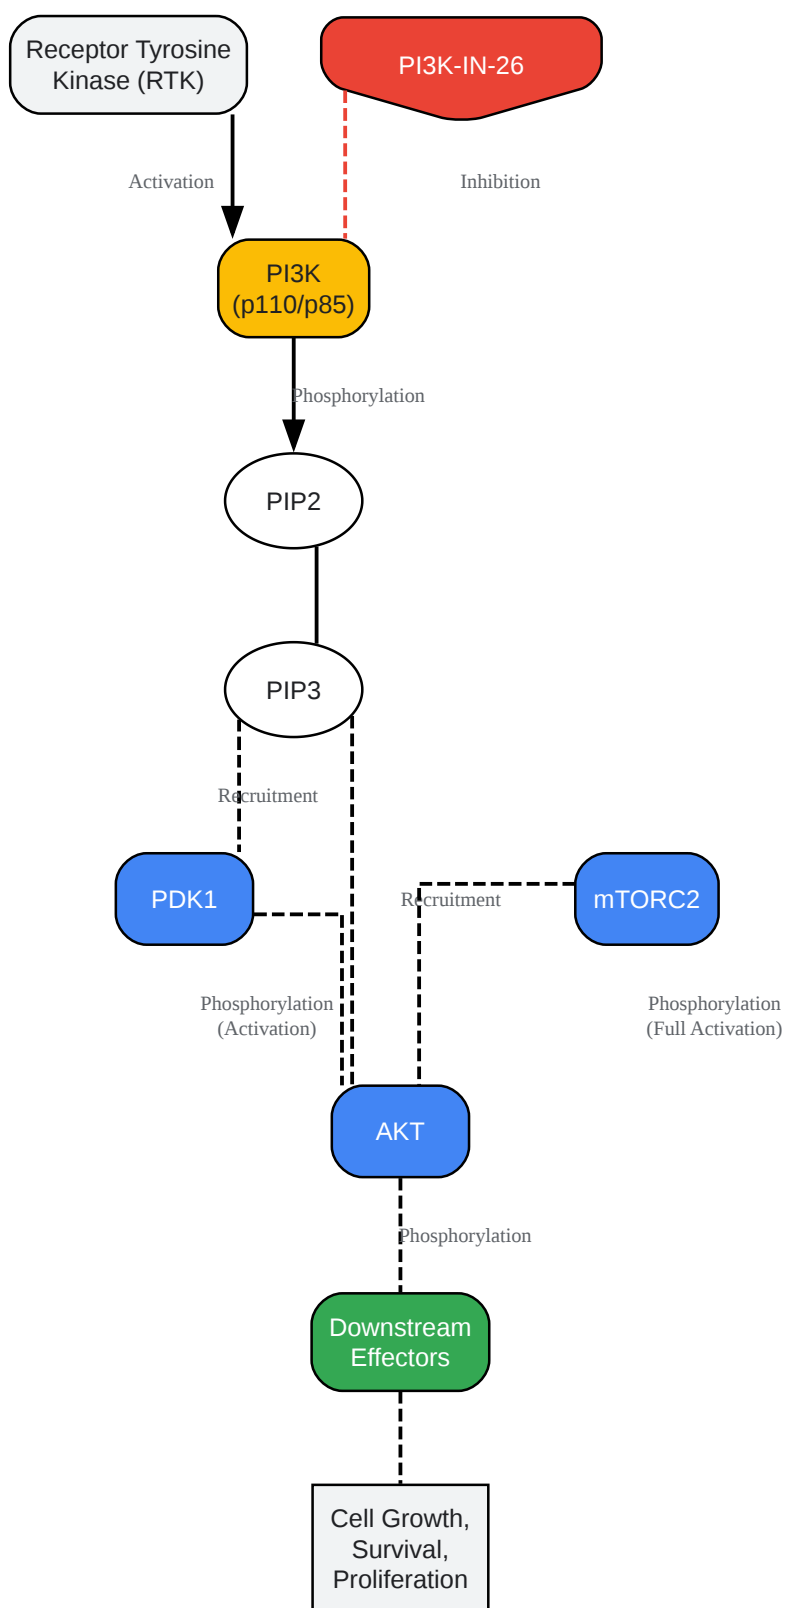 Receptor Tyrosine
Kinase (RTK)
PI3K-IN-26
Activation
Inhibition
PI3K
(p110/p85)
Phosphorylation
PIP2
PIP3
Recruitment
PDK1
Recruitment
mTORC2
Phosphorylation
(Activation)
Phosphorylation
(Full Activation)
AKT
Phosphorylation
Downstream
Effectors
Cell Growth,
Survival,
Proliferation